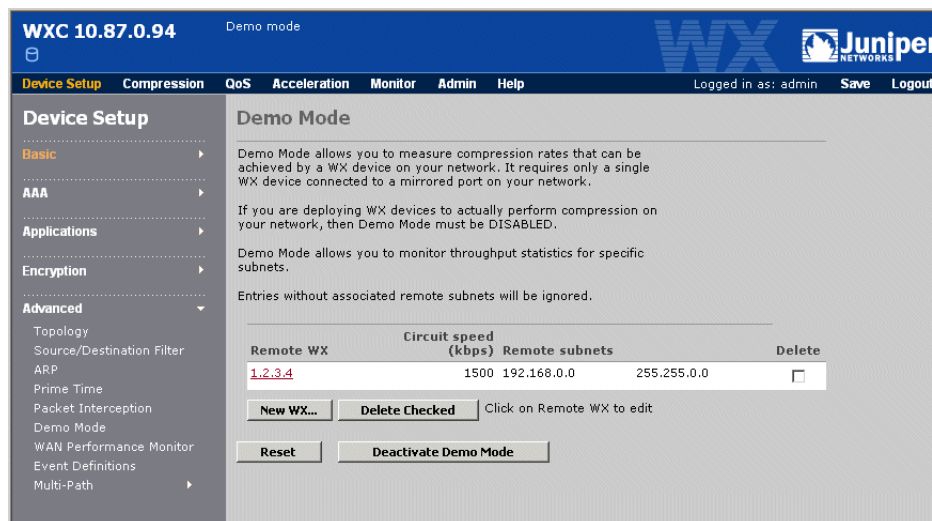 WXC 10.87.0.94
Demo mode
WX
Juniper
NETWORKS
Device Setup Compression QoS Acceleration Monitor Admin Help Logged in as: admin Save Logout
Device Setup
Basic
AAA
Applications
Encryption
Advanced
Topology
Source/Destination Filter
ARP
Prime Time
Packet Interception
Demo Mode
WAN Performance Monitor
Event Definitions
Multi-Path
Demo Mode
Demo Mode allows you to measure compression rates that can be
achieved by a WX device on your network. It requires only a single
WX device connected to a mirrored port on your network.
If you are deploying WX devices to actually perform compression on
your network, then Demo Mode must be DISABLED.
Demo Mode allows you to monitor throughput statistics for specific
subnets.
Entries without associated remote subnets will be ignored.
Remote WX Circuit speed (kbps) Remote subnets Delete
1.2.3.4 1500 192.168.0.0 255.255.0.0
New WX... Delete Checked Click on Remote WX to edit
Reset Deactivate Demo Mode